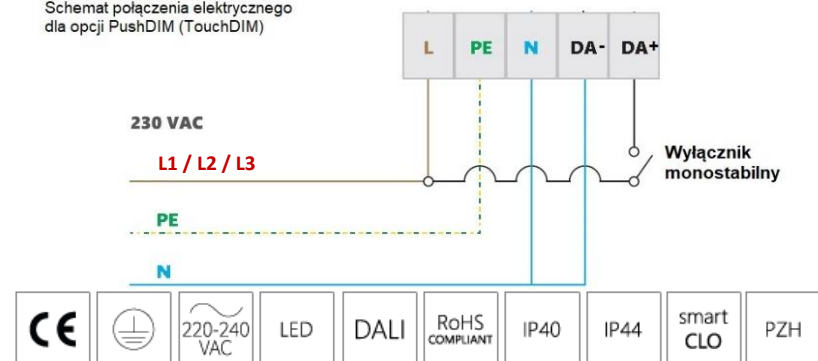 Schemat połączenia elektrycznego
dla opcji PushDIM (TouchDIM)
L PE N DA- DA+
230 VAC
L1 / L2 / L3
Wyłącznik
monostabilny
PE
N
CE
220-240
VAC
LED
DALI
RoHS
COMPLIANT
IP40
IP44
smart
CLO
PZH